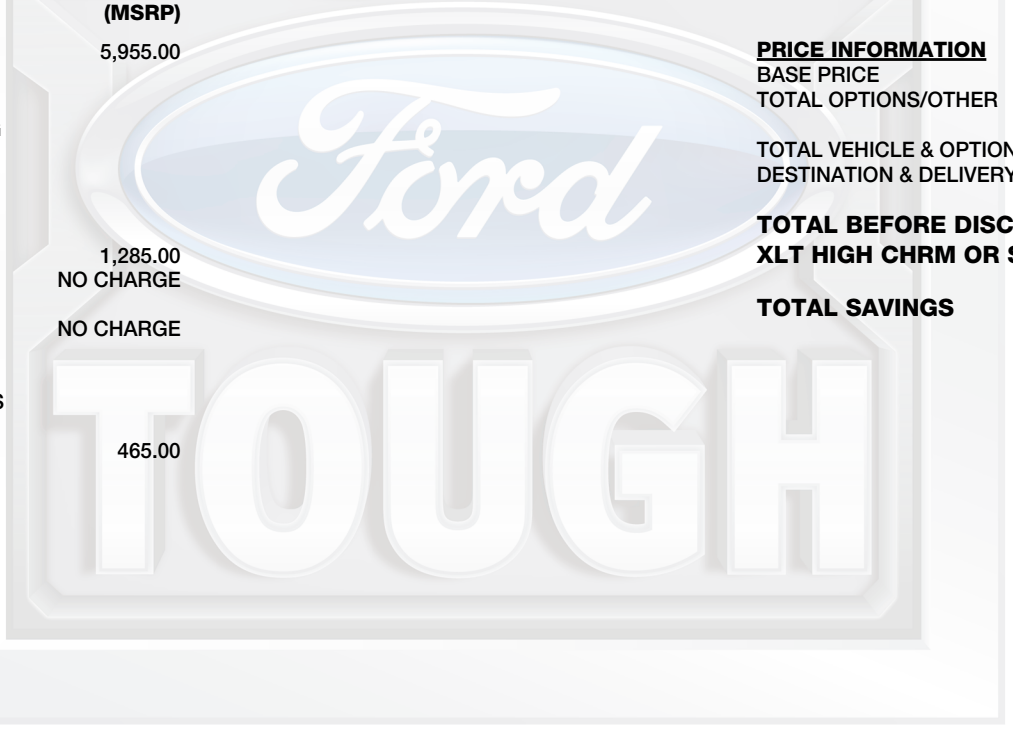 (MSRP)
5,955.00
1,285.00
NO CHARGE
NO CHARGE
465.00
PRICE INFORMATION
BASE PRICE
TOTAL OPTIONS/OTHER
TOTAL VEHICLE & OPTION
DESTINATION & DELIVERY
TOTAL BEFORE DISC
XLT HIGH CHRM OR S
TOTAL SAVINGS
Ford
TOUGH